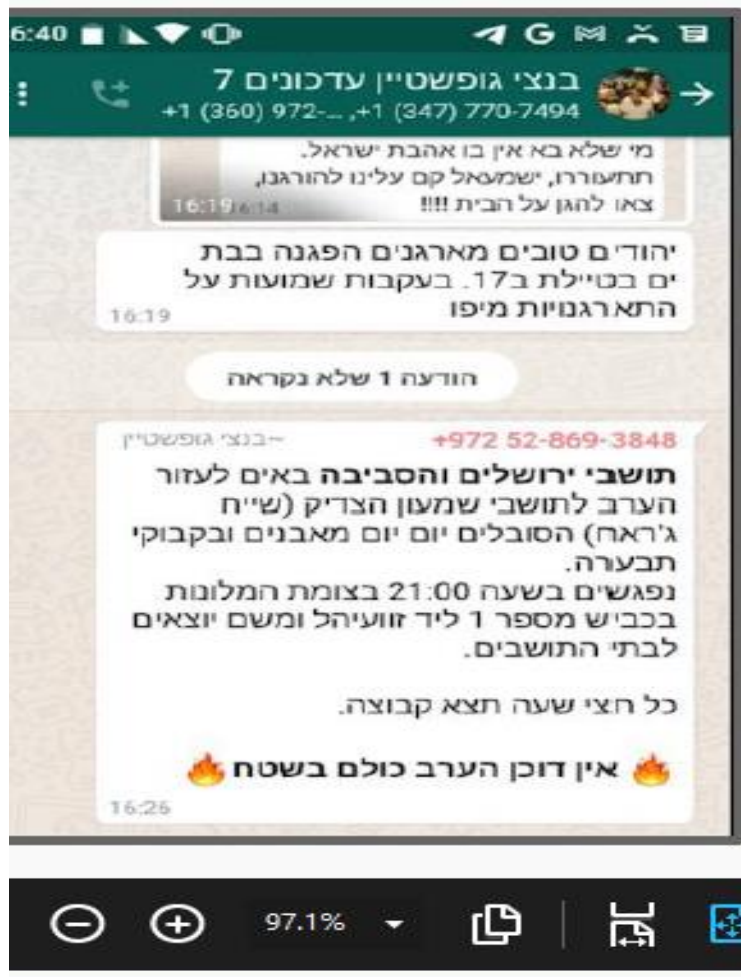 6:40
בנצי גופשטיין עדכונים 7
+1 (360) 972-..., +1 (347) 770-7494
מי שלא בא אין בו אהבת ישראל.
תתעוררו, ישמעאל קם עלינו להורגנו,
צאו להגן על הבית !!!!
16:14
16:19
יהודים טובים מארגנים הפגנה בבת
ים בטיילת ב17. בעקבות שמועות על
התארגנויות מיפו
16:19
הודעה 1 שלא נקראה
+972 52-869-3848 ~בנצי גופשטיין
תושבי ירושלים והסביבה באים לעזור
הערב לתושבי שמעון הצדיק (שייח
ג'ראח) הסובלים יום יום מאבנים ובקבוקי
תבערה.
נפגשים בשעה 21:00 בצומת המלונות
בכביש מספר 1 ליד זוועיהל ומשם יוצאים
לבתי התושבים.
כל חצי שעה תצא קבוצה.
🔥 אין דוכן הערב כולם בשטח 🔥
16:26
97.1%